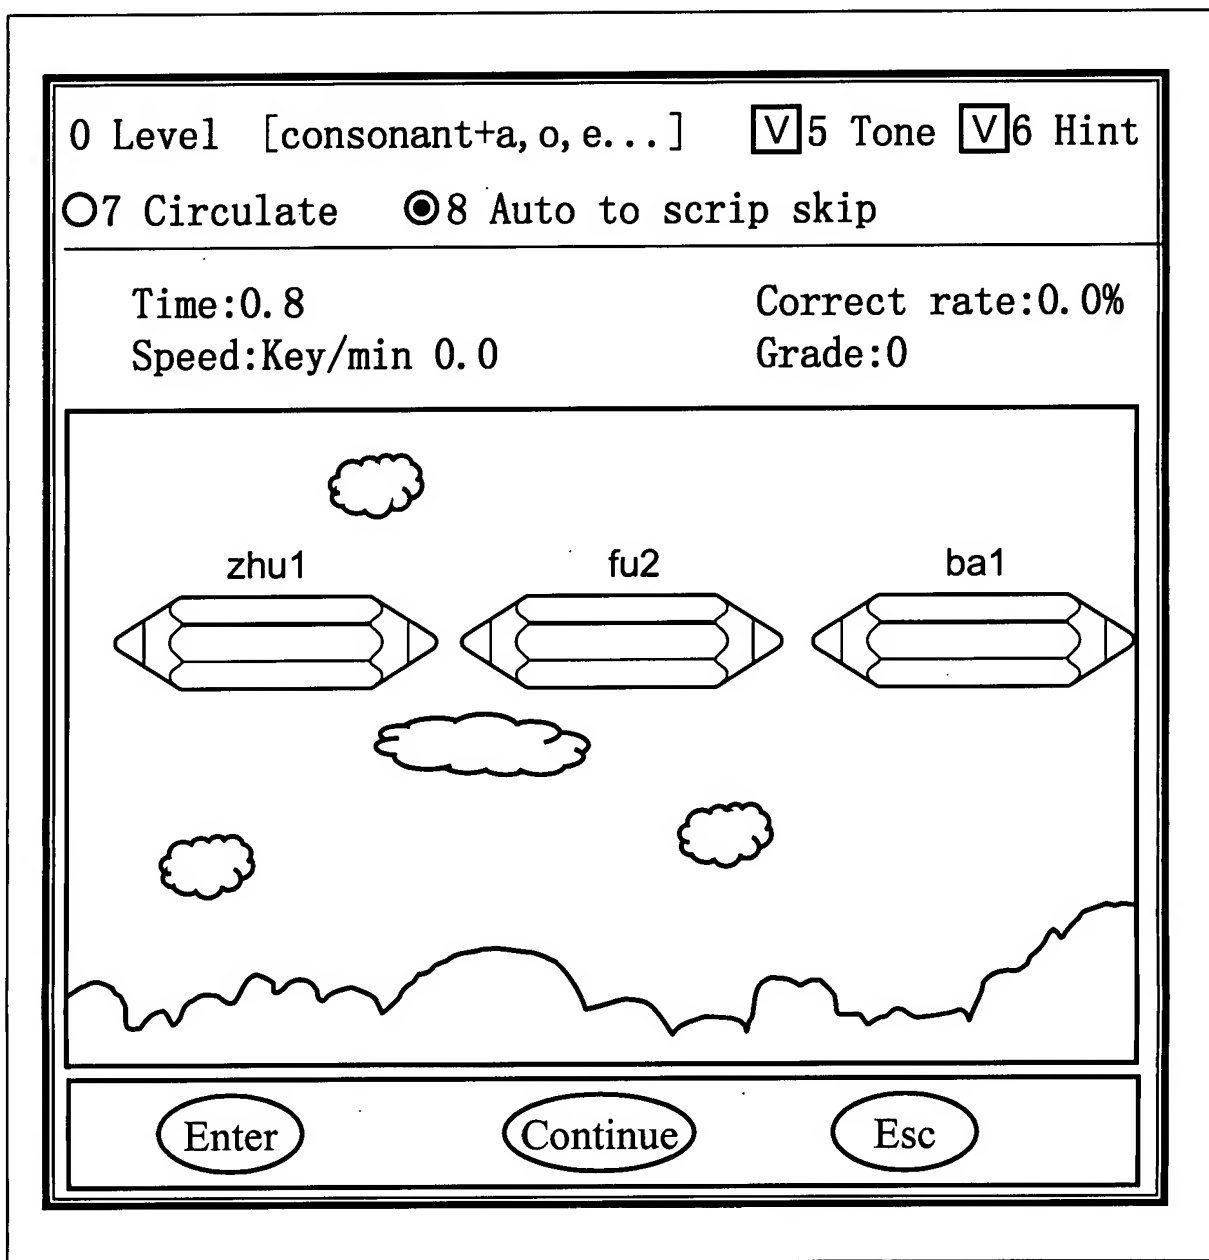 0 Level [consonant+a, o, e...] V 5 Tone V 6 Hint
7 Circulate 8 Auto to scrip skip
Time:0.8 Correct rate:0.0%
Speed:Key/min 0.0 Grade:0
zhu1 fu2 ba1
Enter Continue Esc